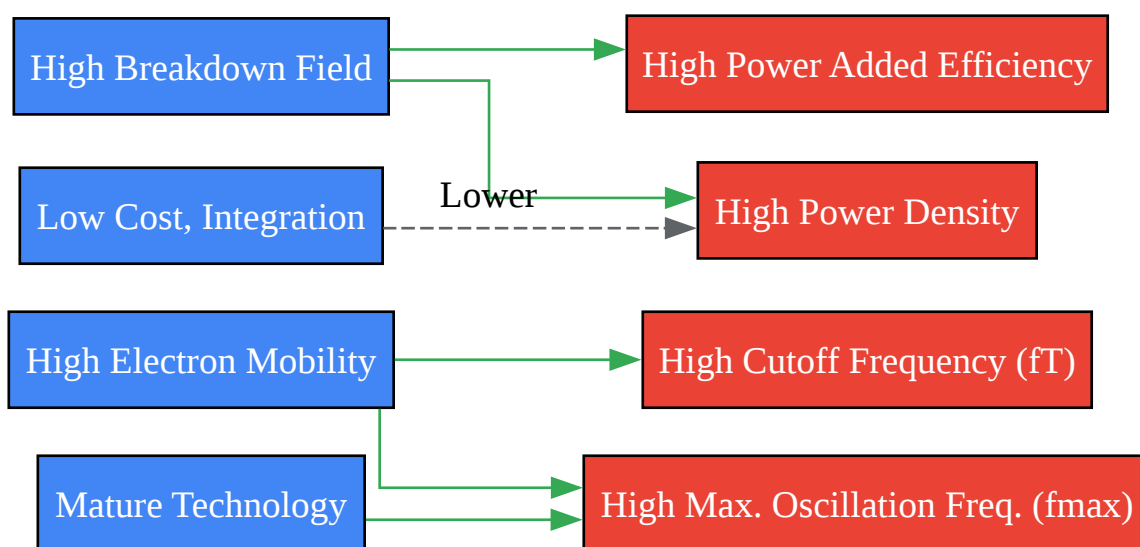 High Breakdown Field
High Power Added Efficiency
Low Cost, Integration
Lower
High Power Density
High Electron Mobility
High Cutoff Frequency (fT)
Mature Technology
High Max. Oscillation Freq. (fmax)